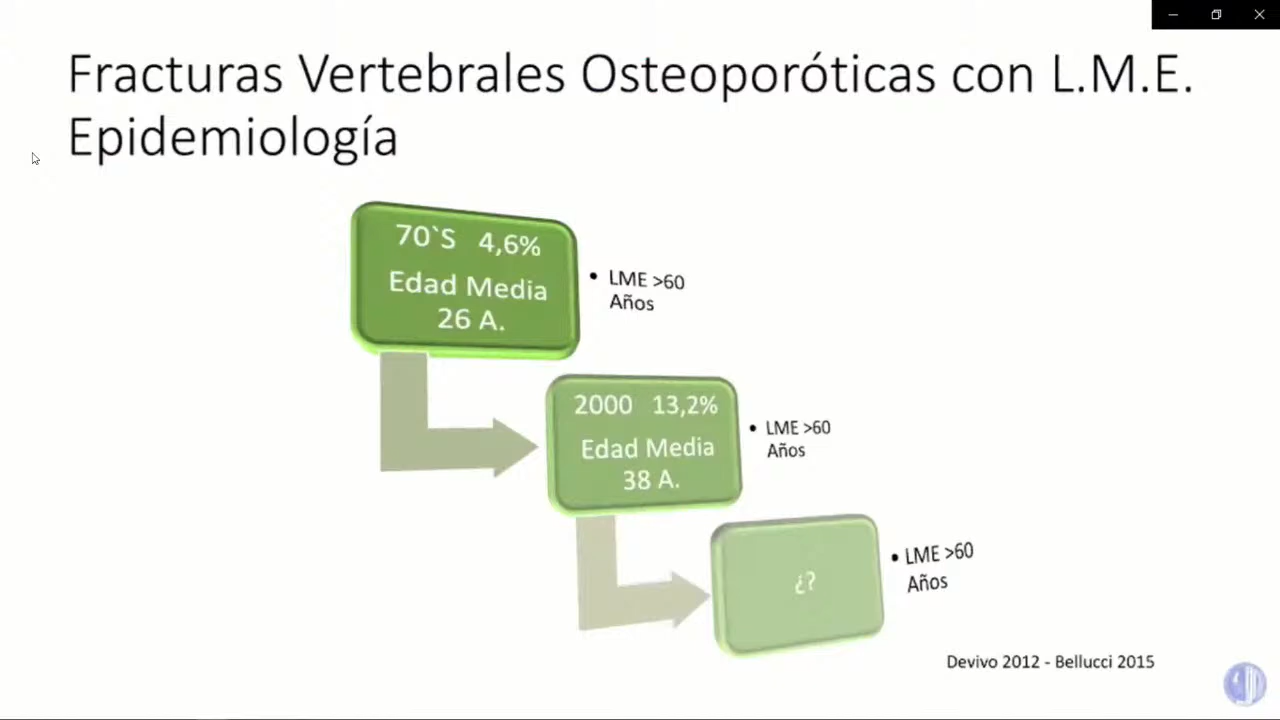 Fracturas Vertebrales Osteoporóticas con L.M.E.
Epidemiología
70`S 4,6%
Edad Media
26 A.
• LME >60
Años
2000 13,2%
Edad Media
38 A.
• LME >60
Años
¿?
• LME >60
Años
Devivo 2012 - Bellucci 2015